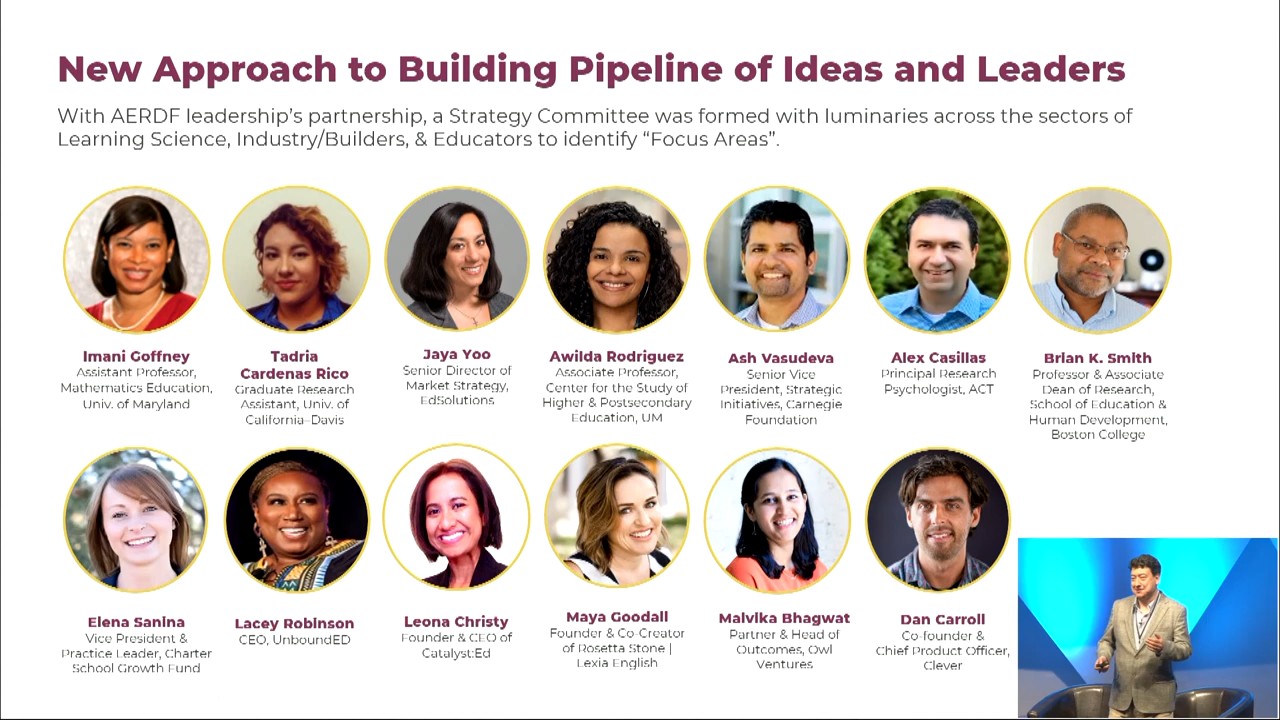 New Approach to Building Pipeline of Ideas and Leaders
With AERDF leadership's partnership, a Strategy Committee was formed with luminaries across the sectors of
Learning Science, Industry/Builders, & Educators to identify “Focus Areas”.
Imani Goffney
Assistant Professor,
Mathematics Education,
Univ. of Maryland
Tadria
Cardenas Rico
Graduate Research
Assistant, Univ. of
California-Davis
Jaya Yoo
Senior Director of
Market Strategy,
EdSolutions
Awilda Rodriguez
Associate Professor,
Center for the Study of
Higher & Postsecondary
Education, UM
Ash Vasudeva
Senior Vice
President, Strategic
Initiatives, Carnegie
Foundation
Alex Casillas
Principal Research
Psychologist, ACT
Brian K. Smith
Professor & Associate
Dean of Research,
School of Education &
Human Development,
Boston College
Elena Sanina
Vice President &
Practice Leader, Charter
School Growth Fund
Lacey Robinson
CEO, UnboundED
Leona Christy
Founder & CEO of
Catalyst:Ed
Maya Goodall
Founder & Co-Creator
of Rosetta Stone |
Lexia English
Malvika Bhagwat
Partner & Head of
Outcomes, Owl
Ventures
Dan Carroll
Co-founder &
Chief Product Officer,
Clever